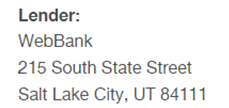 Lender:
WebBank
215 South State Street
Salt Lake City, UT 84111